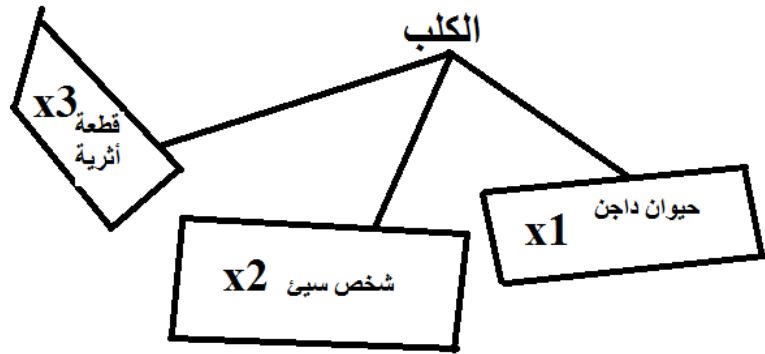 الكلب
حيوان داجن x1
شخص سيئ x2
x3 قطعة
أثرية